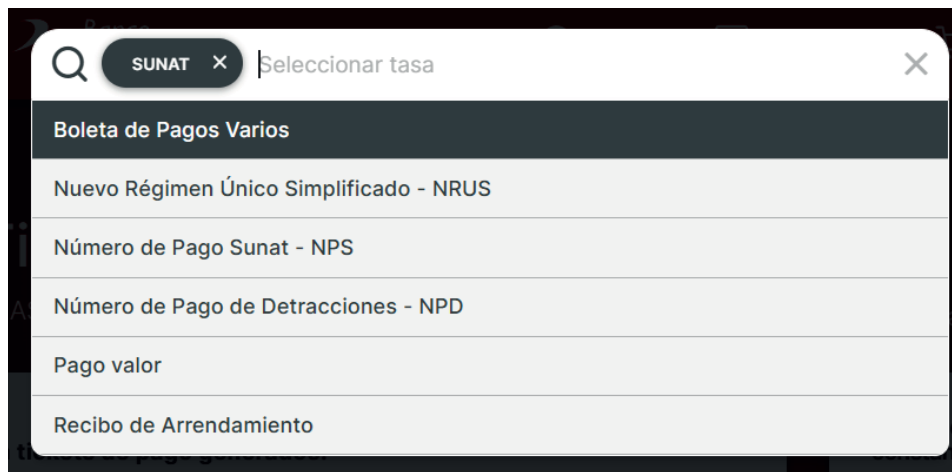 Banco
SUNAT ×
Seleccionar tasa
Boleta de Pagos Varios
Nuevo Régimen Único Simplificado - NRUS
Número de Pago Sunat - NPS
Número de Pago de Detracciones - NPD
Pago valor
Recibo de Arrendamiento